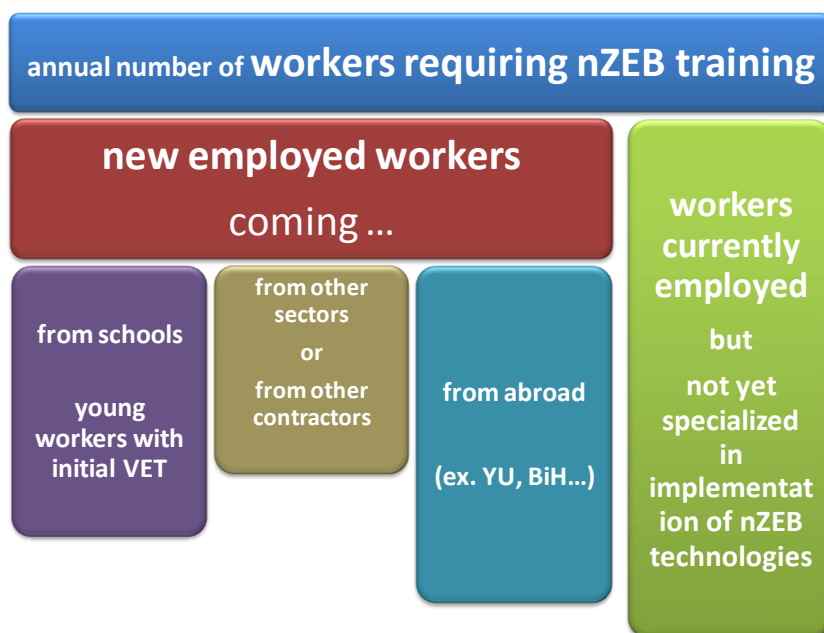 annual number of workers requiring nZEB training
new employed workers
coming ...
from schools
young
workers with
initial VET
from other
sectors
or
from other
contractors
from abroad
(ex. YU, BiH...)
workers
currently
employed
but
not yet
specialized
in
implementat
ion of nZEB
technologies